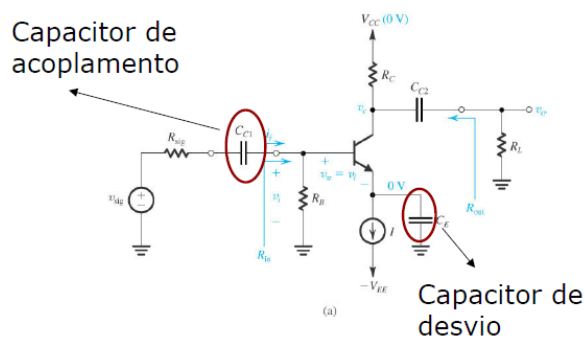 Capacitor de
acoplamento
V_CC (0 V)
R_C
C_C2
v_c
v_o
C_C1
i_i
R_sig
R_L
+
v_π = v_i
−
+
v_i
−
0 V
v_sig
+
−
R_B
R_out
I
C_E
R_in
−V_EE
(a)
Capacitor de
desvio